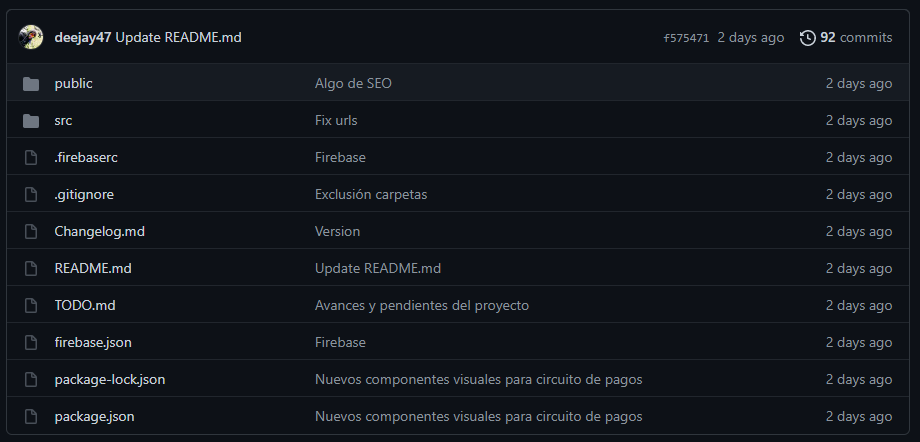 deejay47 Update README.md f575471 2 days ago 92 commits
public Algo de SEO 2 days ago
src Fix urls 2 days ago
.firebaserc Firebase 2 days ago
.gitignore Exclusión carpetas 2 days ago
Changelog.md Version 2 days ago
README.md Update README.md 2 days ago
TODO.md Avances y pendientes del proyecto 2 days ago
firebase.json Firebase 2 days ago
package-lock.json Nuevos componentes visuales para circuito de pagos 2 days ago
package.json Nuevos componentes visuales para circuito de pagos 2 days ago